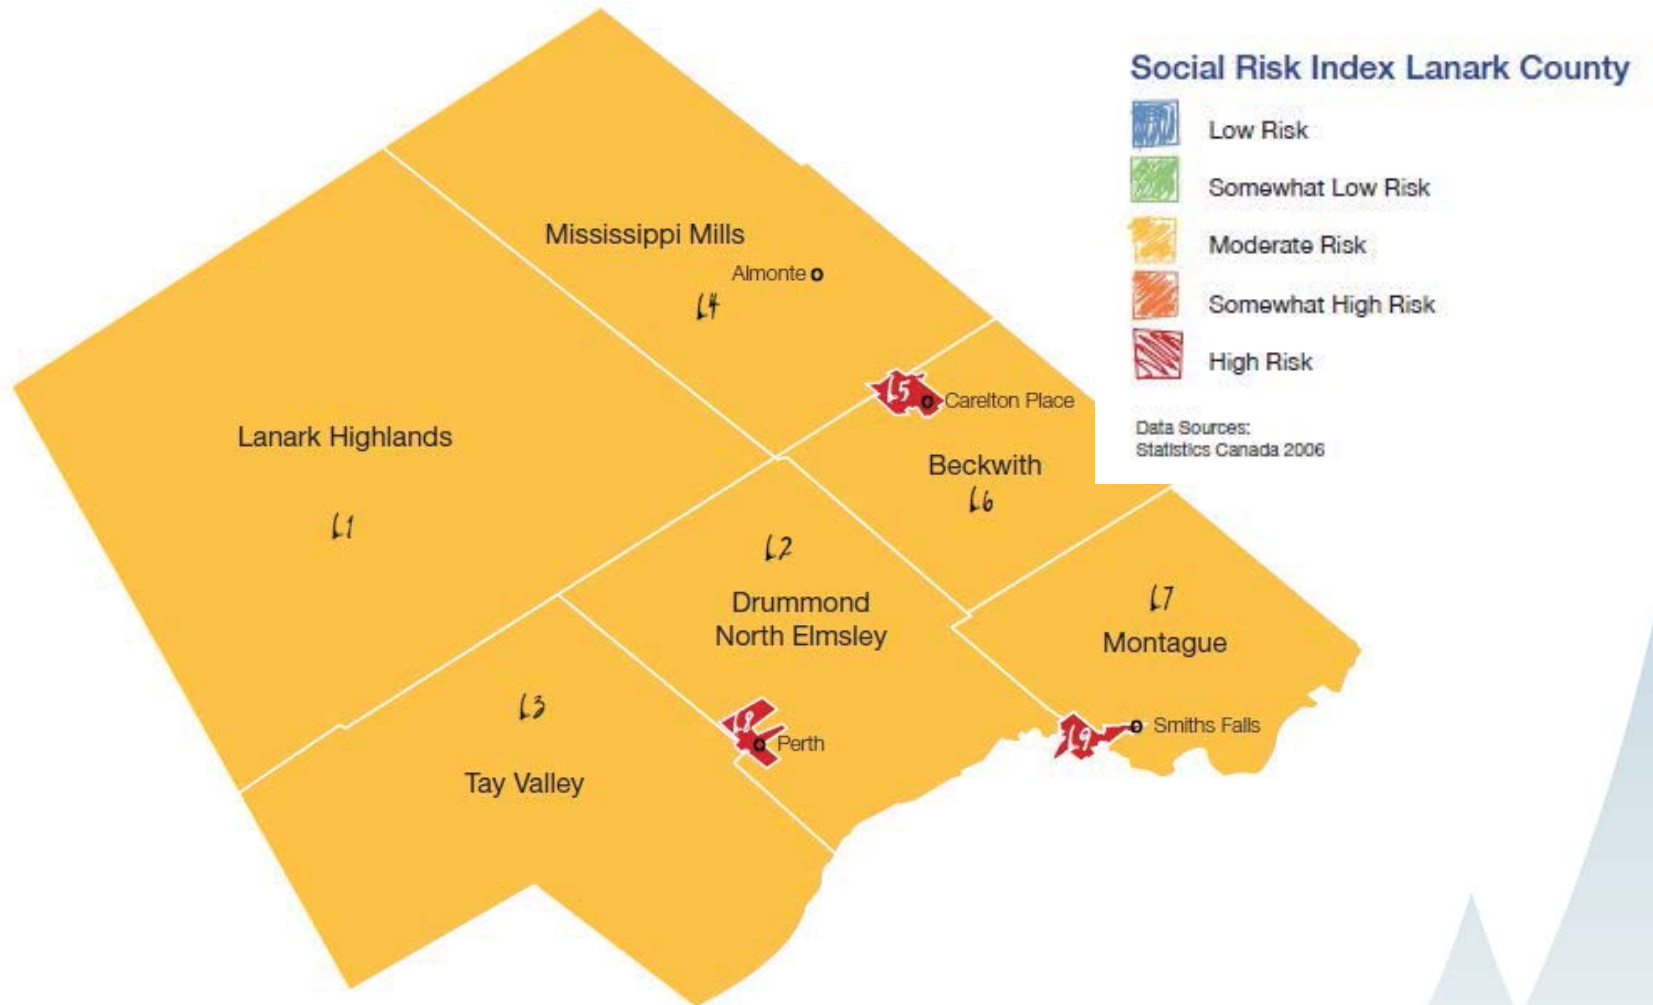 Social Risk Index Lanark County
Low Risk
Somewhat Low Risk
Moderate Risk
Somewhat High Risk
High Risk
Data Sources:
Statistics Canada 2006
Mississippi Mills
Almonte
L4
L5
Carelton Place
Lanark Highlands
L1
Beckwith
L6
L2
Drummond
North Elmsley
L7
Montague
L3
Tay Valley
L8
Perth
L9
Smiths Falls